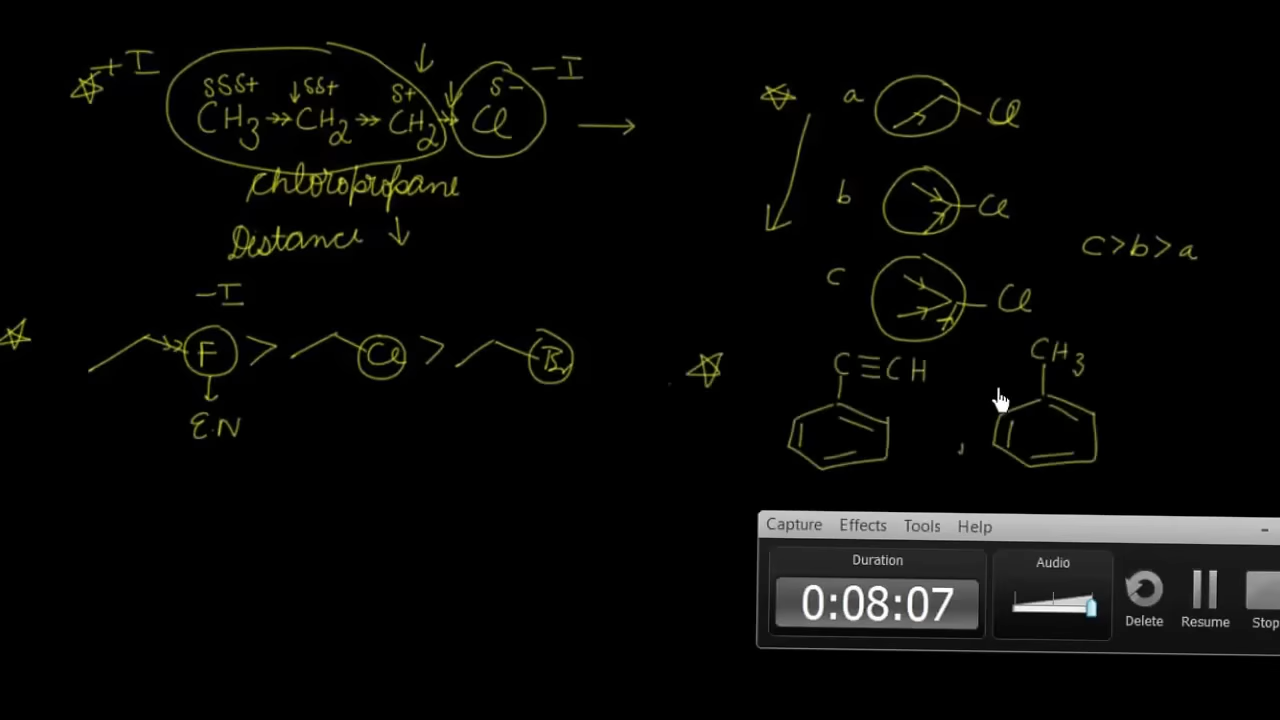 +I
δδδ+ δδ+ δ+ δ- -I
CH3 →» CH2 →» CH2 →» Cl →
Chloropropane
Distance ↓
-I
F > Cl > Br
↓
E.N
a Cl
b Cl
c Cl
c > b > a
C≡CH , CH3
Capture Effects Tools Help
Duration Audio
0:08:07
Delete Resume Stop